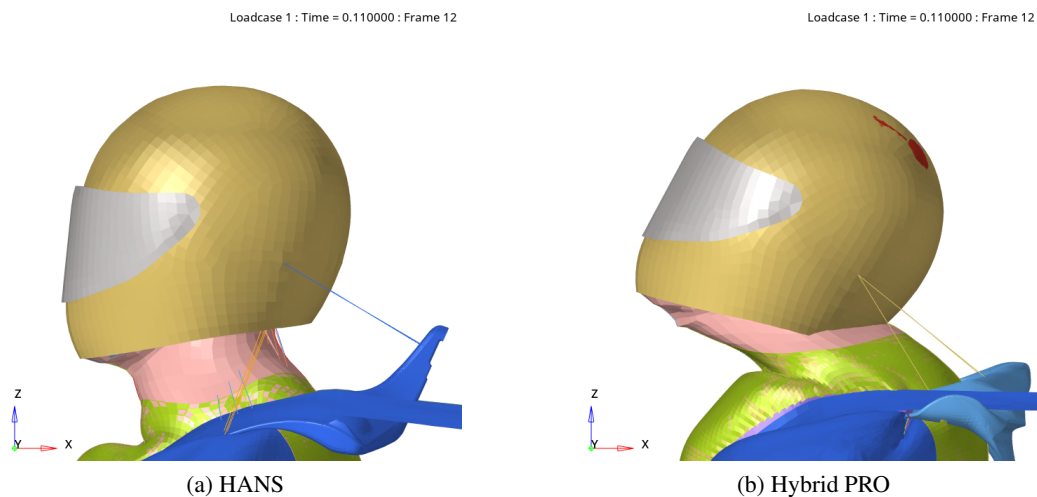 Loadcase 1 : Time = 0.110000 : Frame 12
Loadcase 1 : Time = 0.110000 : Frame 12
Z
Y
X
Z
Y
X
(a) HANS
(b) Hybrid PRO